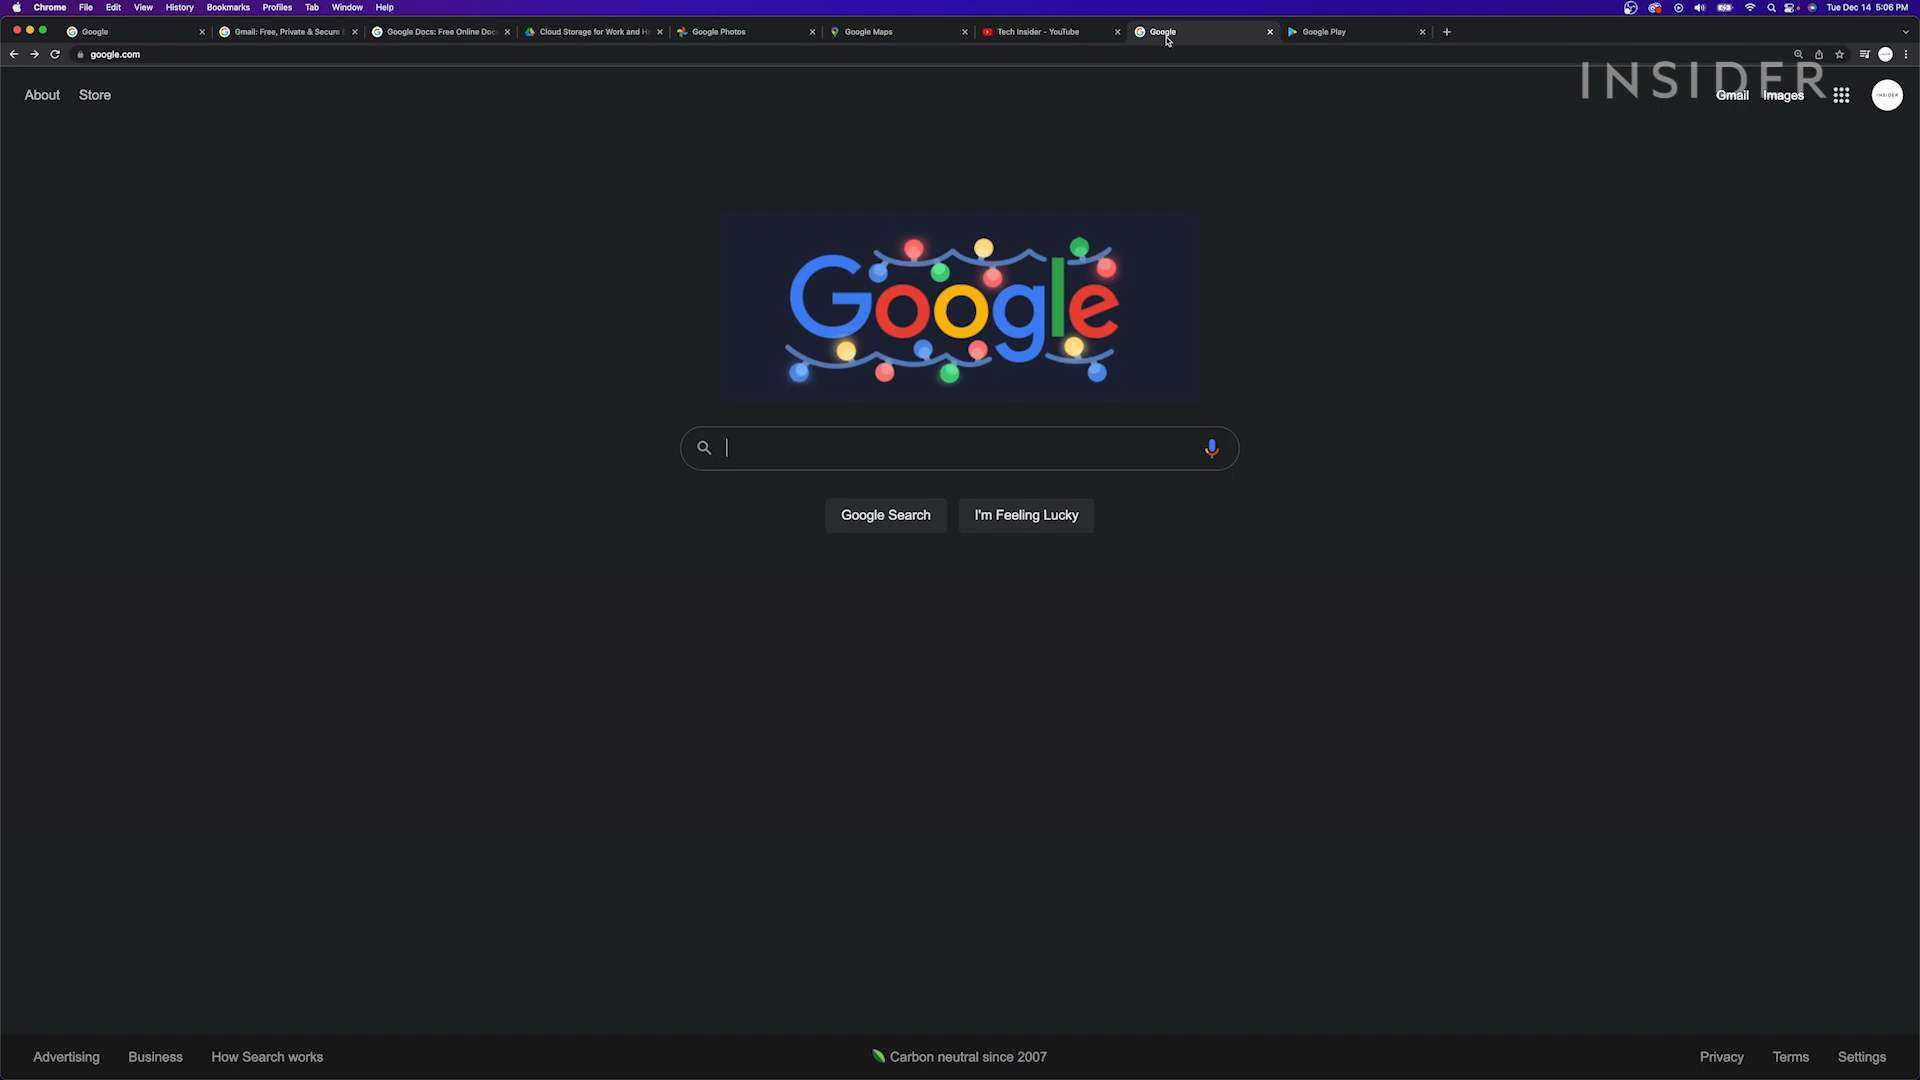 Chrome File Edit View History Bookmarks Profiles Tab Window Help Tue Dec 14 5:06 PM
Google Gmail: Free, Private & Secure Google Docs: Free Online Doc Cloud Storage for Work and H Google Photos Google Maps Tech Insider - YouTube Google Google Play
google.com
INSIDER
About Store Gmail Images INSIDER
Google
Google Search I'm Feeling Lucky
Advertising Business How Search works Carbon neutral since 2007 Privacy Terms Settings